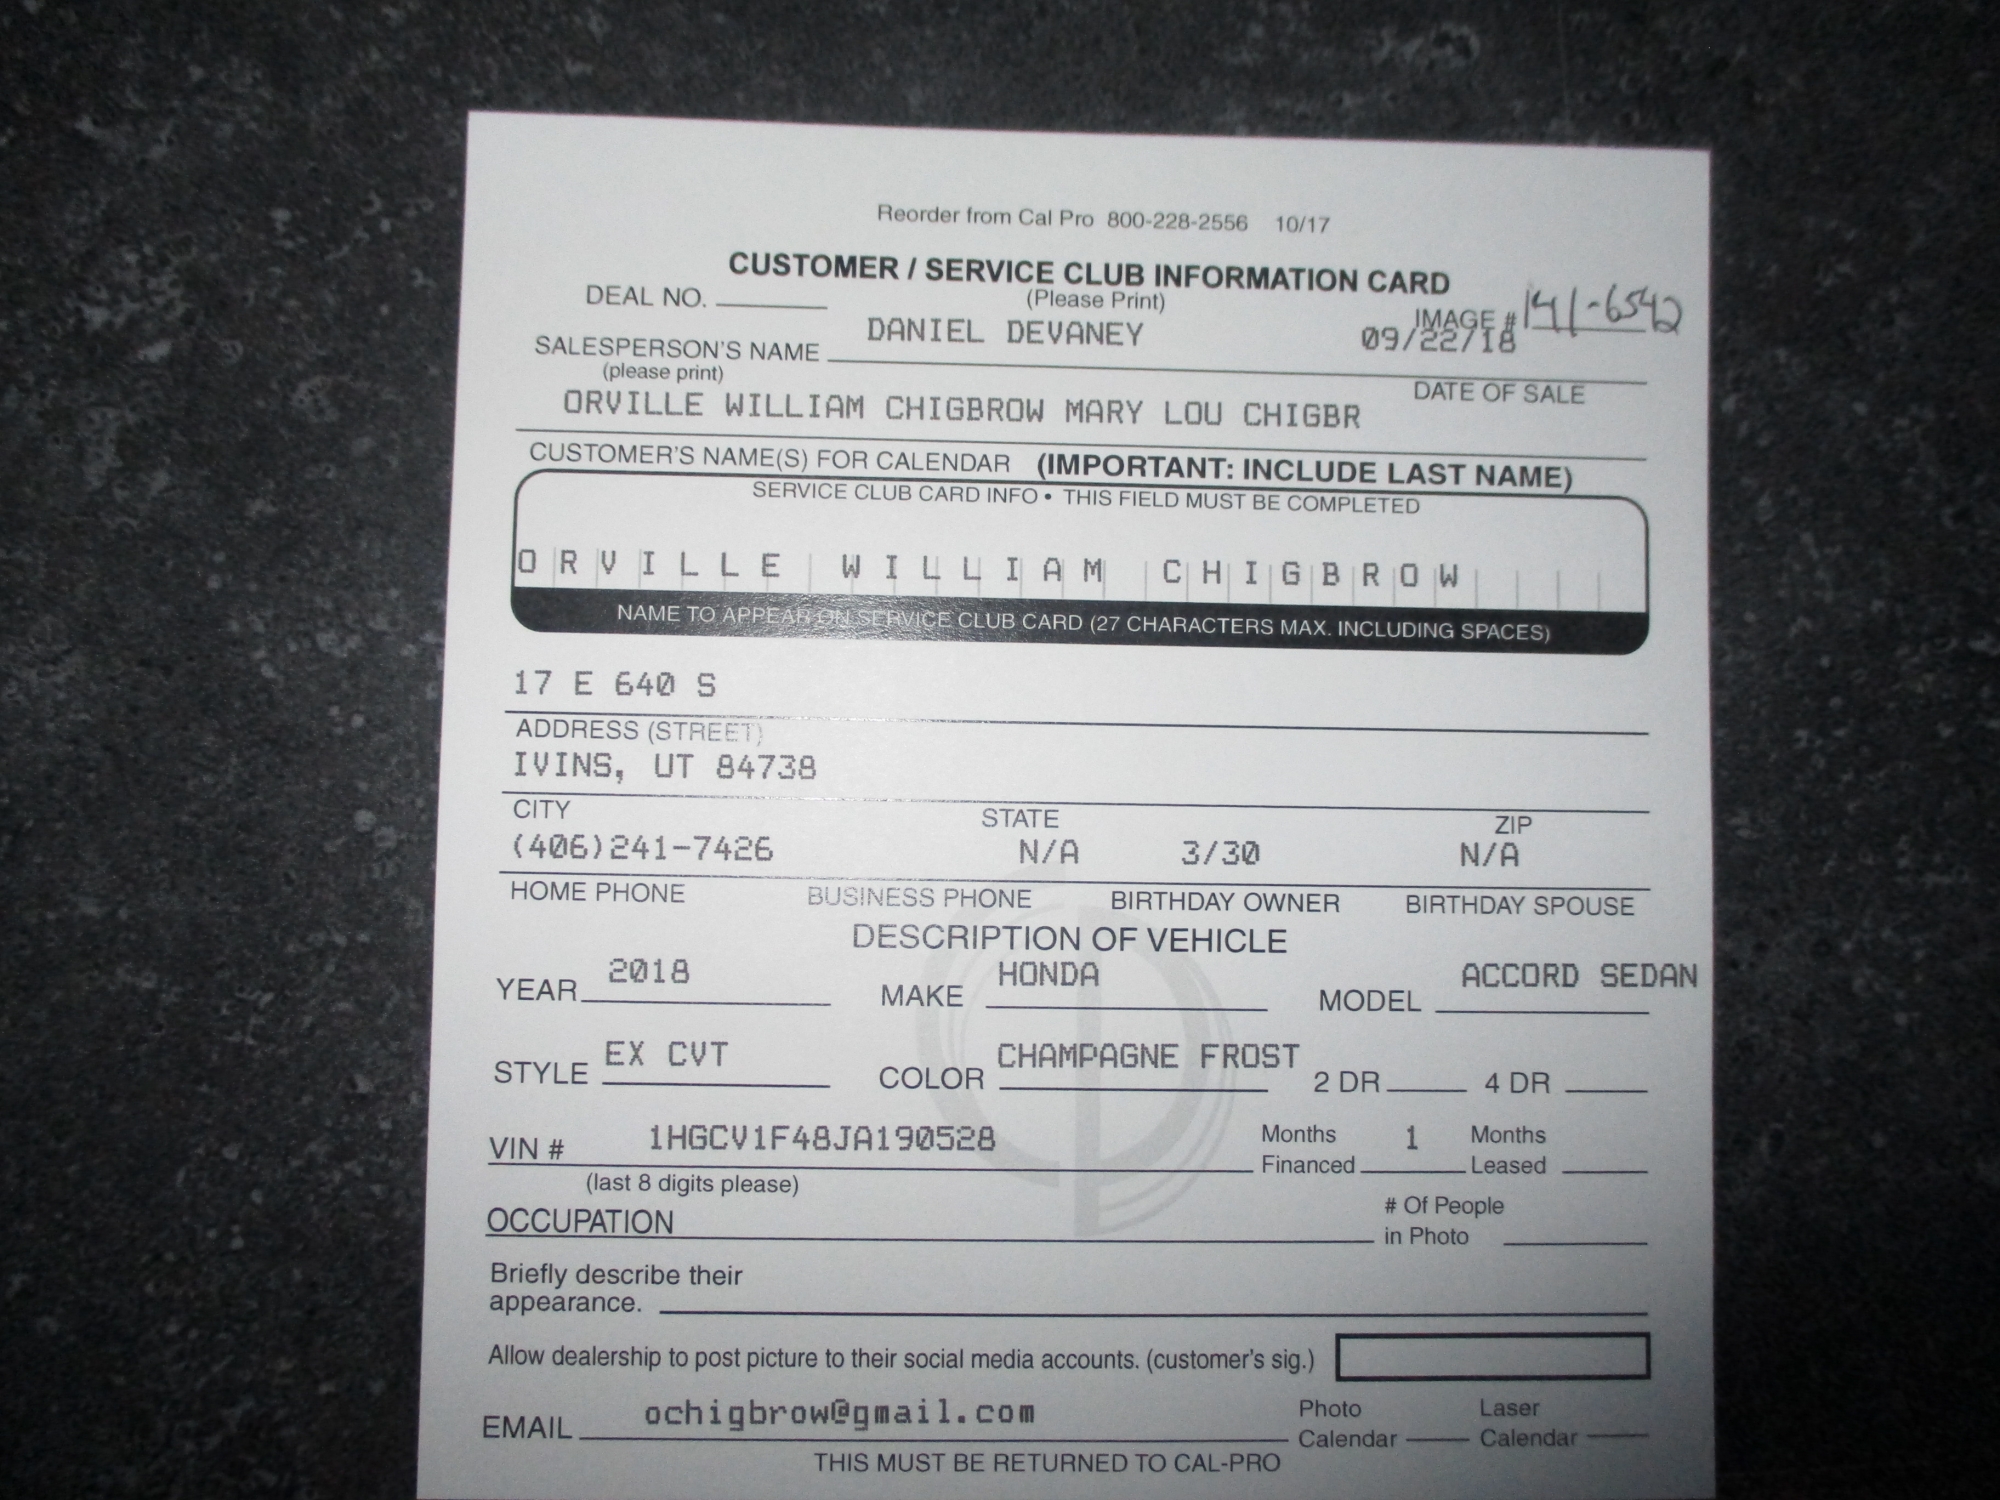 Reorder from Cal Pro 800-228-2556 10/17
CUSTOMER / SERVICE CLUB INFORMATION CARD
DEAL NO. (Please Print) IMAGE # 141-6542
DANIEL DEVANEY 09/22/18
SALESPERSON'S NAME
(please print) DATE OF SALE
ORVILLE WILLIAM CHIGBROW MARY LOU CHIGBR
CUSTOMER'S NAME(S) FOR CALENDAR (IMPORTANT: INCLUDE LAST NAME)
SERVICE CLUB CARD INFO • THIS FIELD MUST BE COMPLETED
ORVILLE WILLIAM CHIGBROW
NAME TO APPEAR ON SERVICE CLUB CARD (27 CHARACTERS MAX. INCLUDING SPACES)
17 E 640 S
ADDRESS (STREET)
IVINS, UT 84738
CITY STATE ZIP
(406)241-7426 N/A 3/30 N/A
HOME PHONE BUSINESS PHONE BIRTHDAY OWNER BIRTHDAY SPOUSE
DESCRIPTION OF VEHICLE
YEAR 2018 MAKE HONDA MODEL ACCORD SEDAN
STYLE EX CVT COLOR CHAMPAGNE FROST 2 DR 4 DR
VIN # 1HGCV1F48JA190528 Months Financed 1 Months Leased
(last 8 digits please)
OCCUPATION # Of People in Photo
Briefly describe their
appearance.
Allow dealership to post picture to their social media accounts. (customer's sig.)
EMAIL ochigbrow@gmail.com Photo Calendar Laser Calendar
THIS MUST BE RETURNED TO CAL-PRO